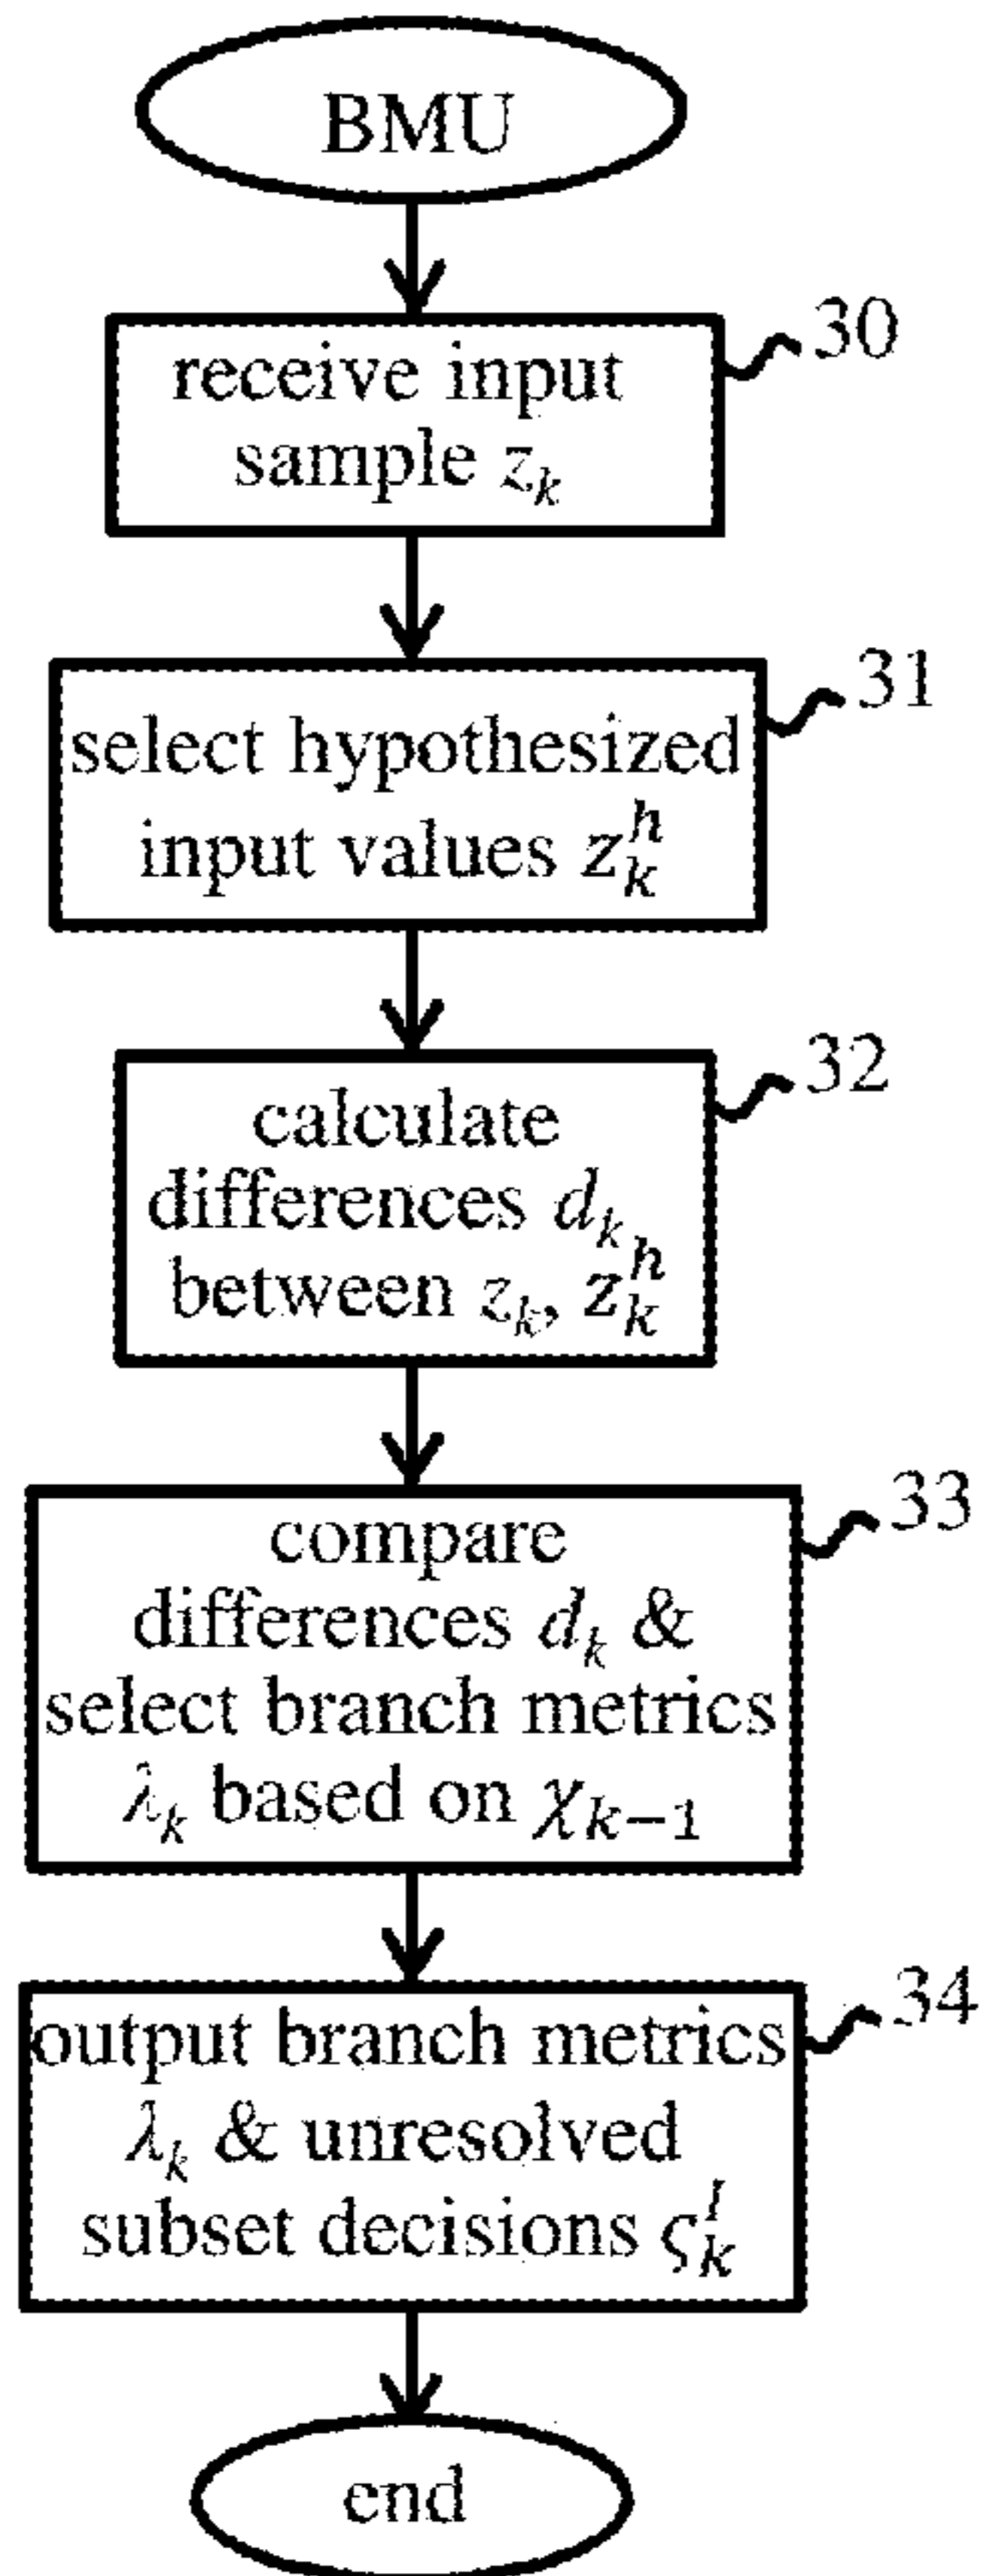 BMU
30
receive input
sample z_k
31
select hypothesized
input values z_k^h
32
calculate
differences d_k
between z_k, z_k^h
33
compare
differences d_k &
select branch metrics
λ_k based on χ_{k−1}
34
output branch metrics
λ_k & unresolved
subset decisions ς_k^l
end